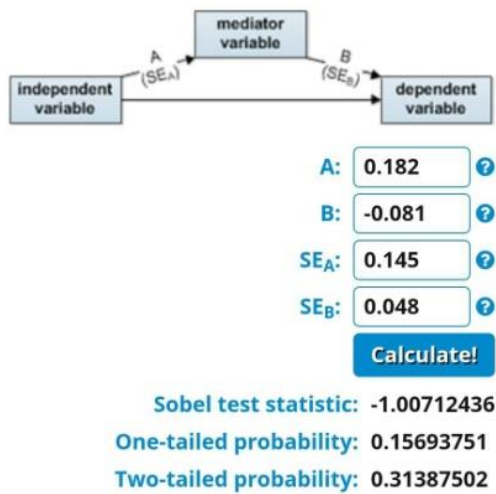 mediator
variable
A
(SEA)
B
(SEB)
independent
variable
dependent
variable
A: 0.182 ?
B: -0.081 ?
SEA: 0.145 ?
SEB: 0.048 ?
Calculate!
Sobel test statistic: -1.00712436
One-tailed probability: 0.15693751
Two-tailed probability: 0.31387502